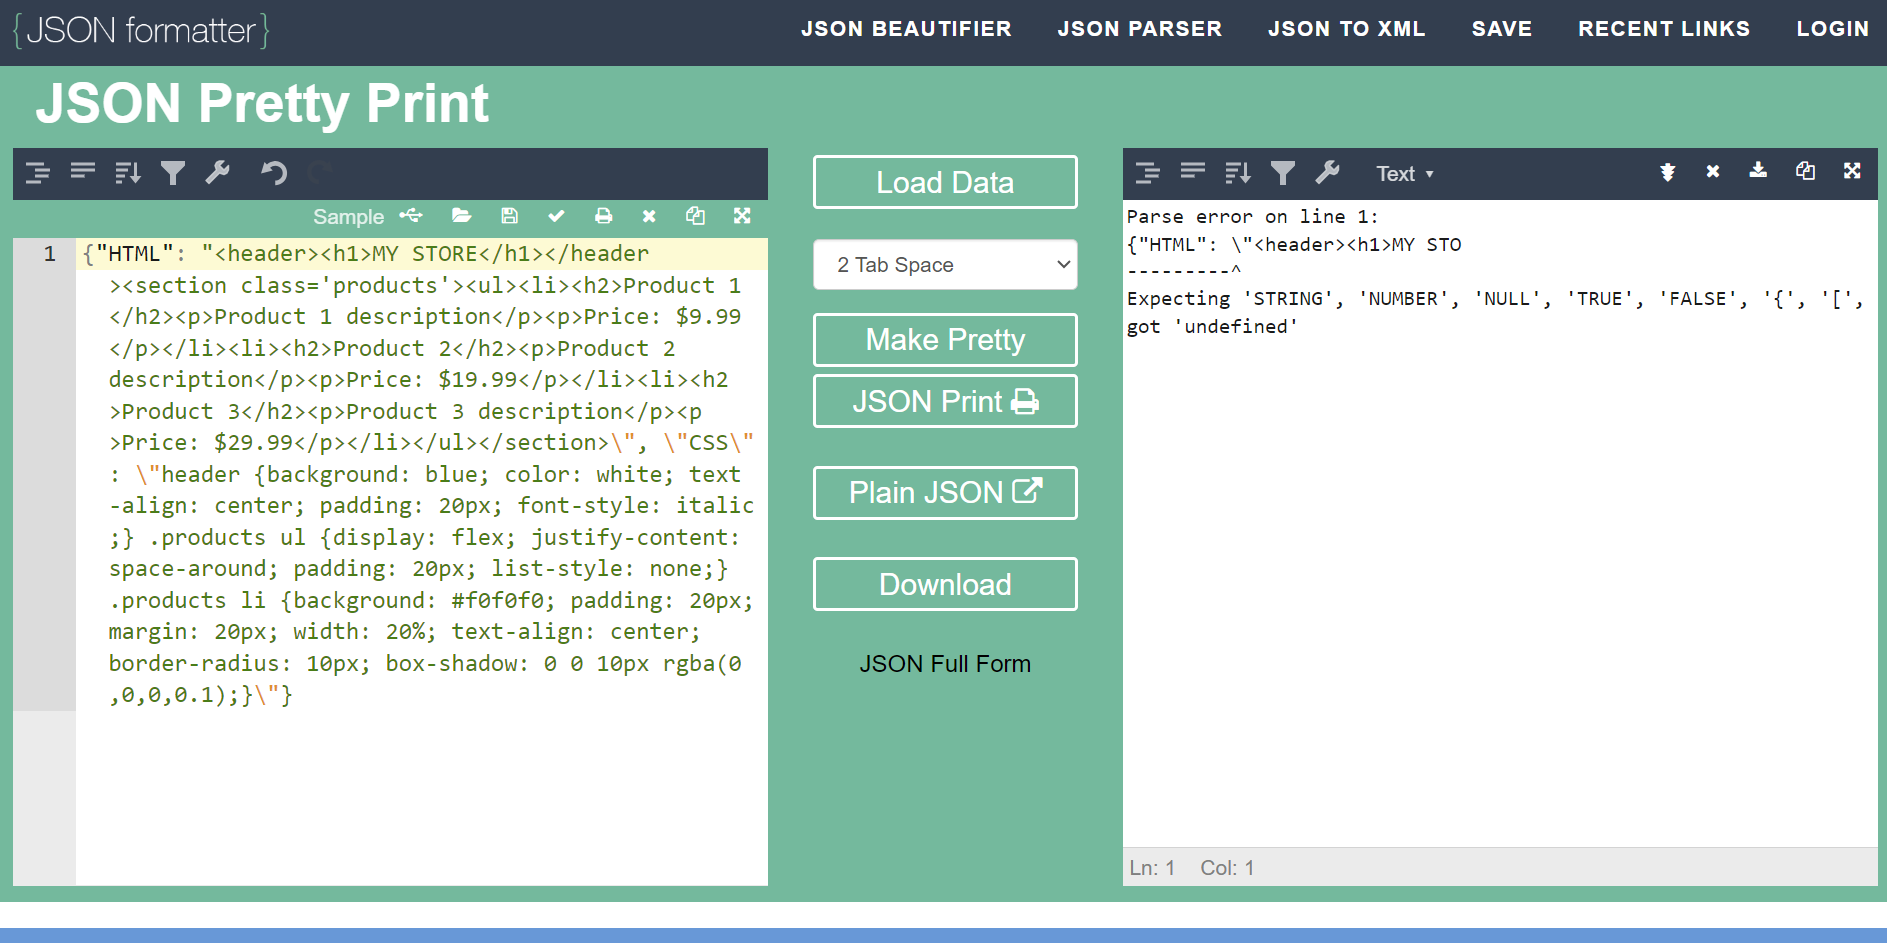 {JSON formatter}
JSON BEAUTIFIER JSON PARSER JSON TO XML SAVE RECENT LINKS LOGIN
JSON Pretty Print
Sample
1
{"HTML": "<header><h1>MY STORE</h1></header
><section class='products'><ul><li><h2>Product 1
</h2><p>Product 1 description</p><p>Price: $9.99
</p></li><li><h2>Product 2</h2><p>Product 2
description</p><p>Price: $19.99</p></li><li><h2
>Product 3</h2><p>Product 3 description</p><p
>Price: $29.99</p></li></ul></section>\", \"CSS\"
: \"header {background: blue; color: white; text
-align: center; padding: 20px; font-style: italic
;} .products ul {display: flex; justify-content:
space-around; padding: 20px; list-style: none;}
.products li {background: #f0f0f0; padding: 20px;
margin: 20px; width: 20%; text-align: center;
border-radius: 10px; box-shadow: 0 0 10px rgba(0
,0,0,0.1);}\"}
Load Data
2 Tab Space
Make Pretty
JSON Print
Plain JSON
Download
JSON Full Form
Text
Parse error on line 1:
{"HTML": \"<header><h1>MY STO
---------^
Expecting 'STRING', 'NUMBER', 'NULL', 'TRUE', 'FALSE', '{', '[',
got 'undefined'
Ln: 1 Col: 1